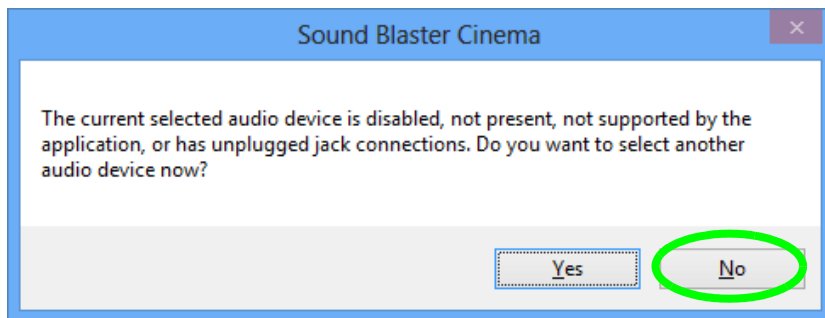 Sound Blaster Cinema
The current selected audio device is disabled, not present, not supported by the
application, or has unplugged jack connections. Do you want to select another
audio device now?
Yes
No